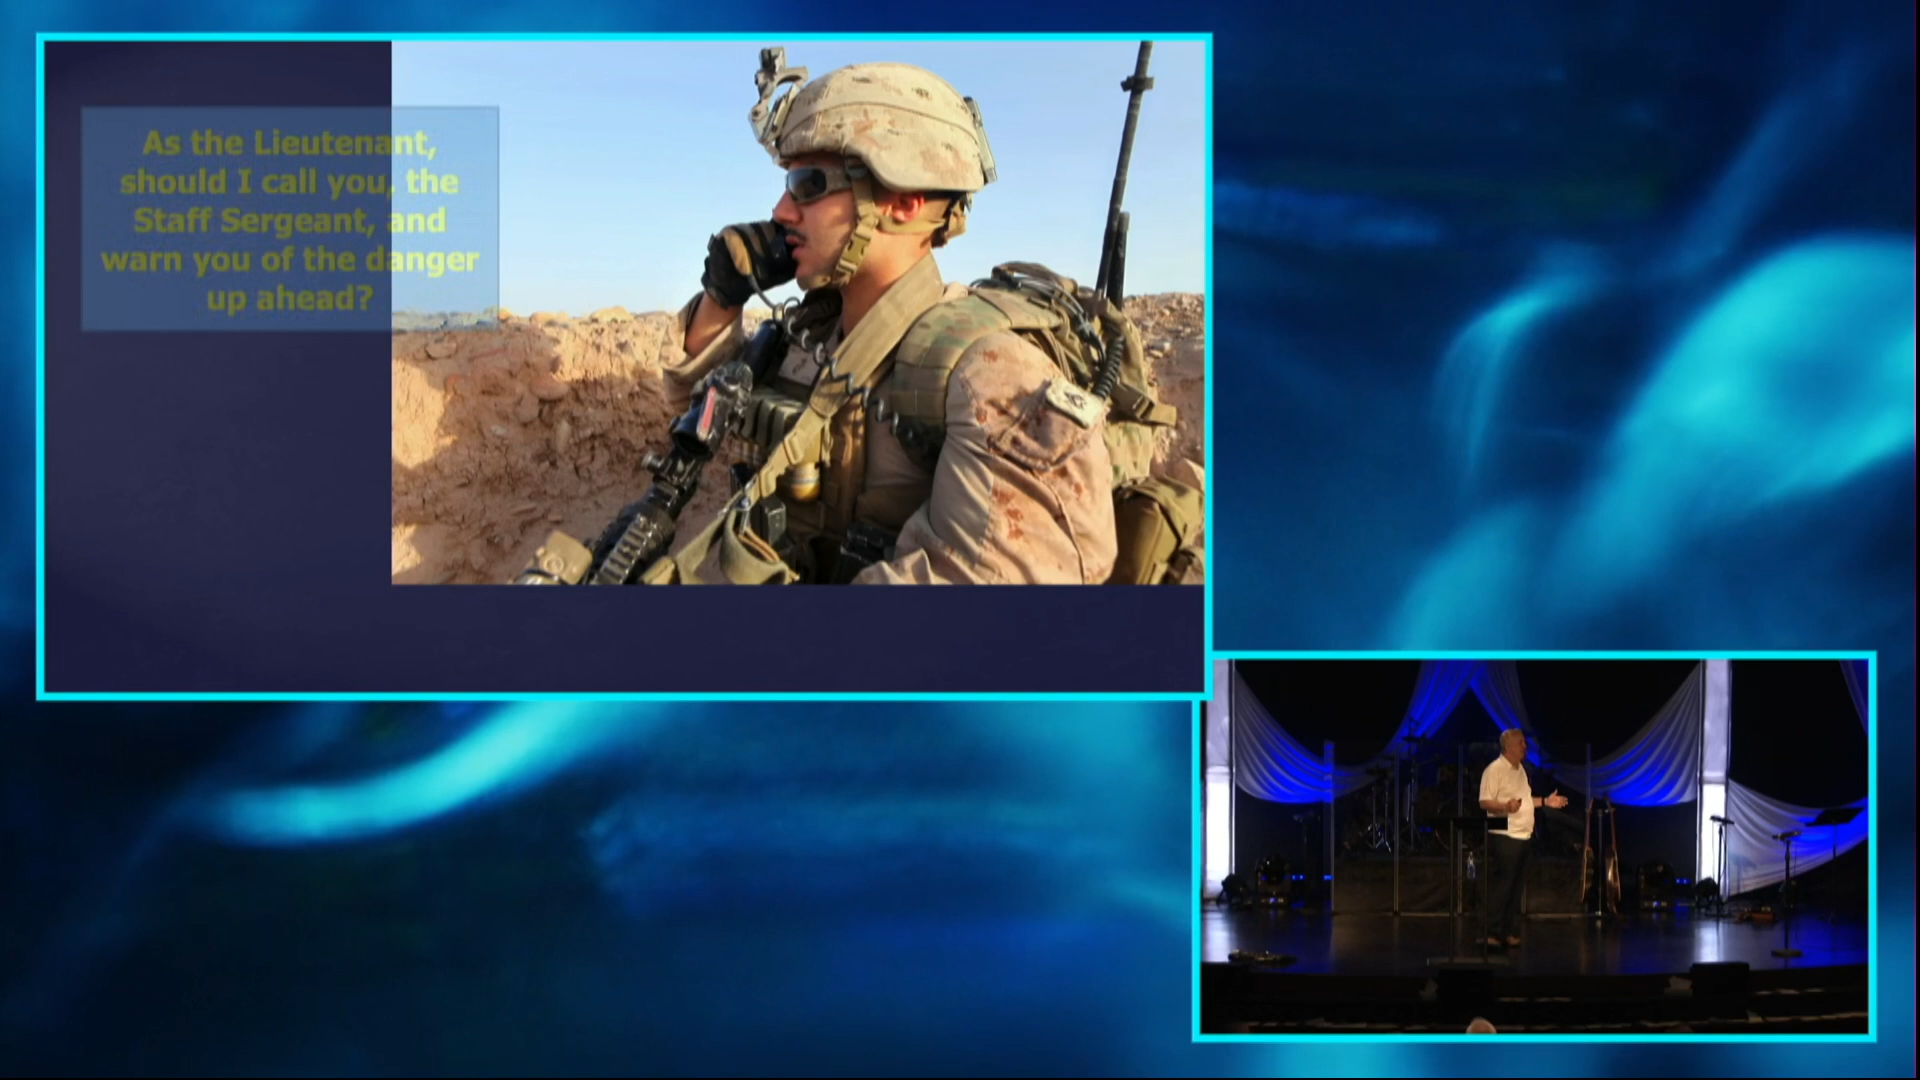 As the Lieutenant,
should I call you, the
Staff Sergeant, and
warn you of the danger
up ahead?